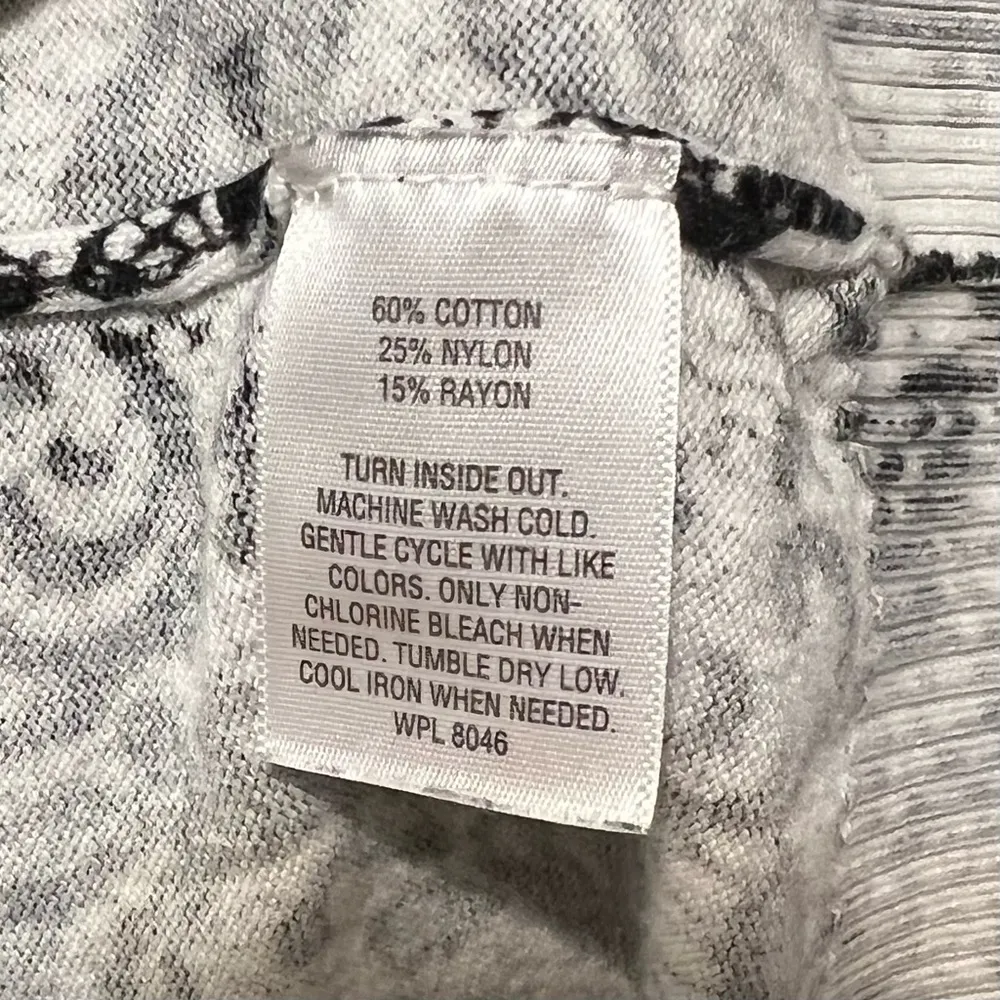 60% COTTON
25% NYLON
15% RAYON
TURN INSIDE OUT.
MACHINE WASH COLD.
GENTLE CYCLE WITH LIKE
COLORS. ONLY NON-
CHLORINE BLEACH WHEN
NEEDED. TUMBLE DRY LOW.
COOL IRON WHEN NEEDED.
WPL 8046